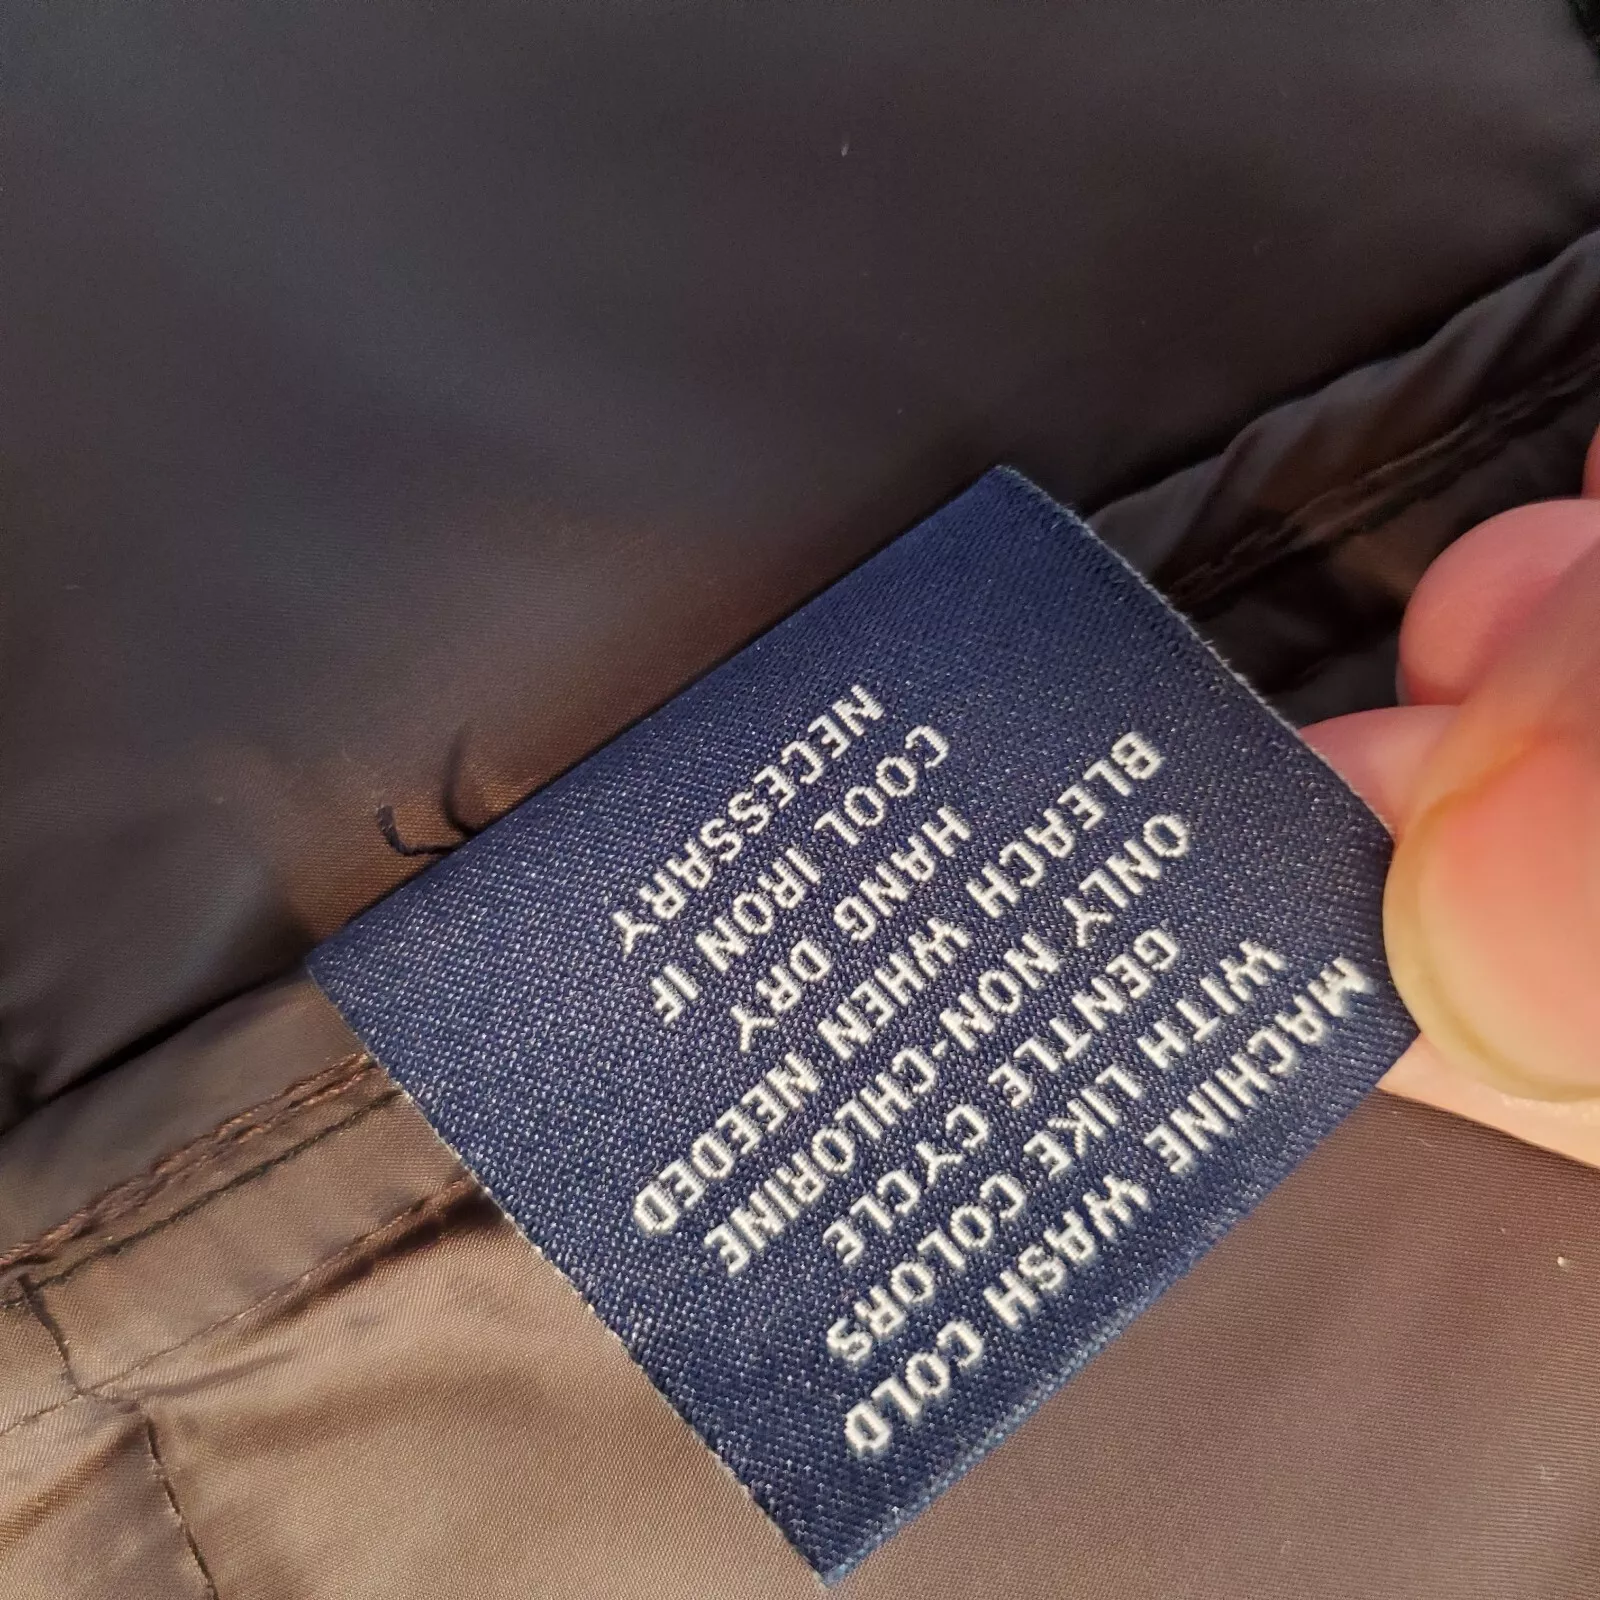 MACHINE WASH COLD
WITH LIKE COLORS
GENTLE CYCLE
ONLY NON-CHLORINE
BLEACH WHEN NEEDED
HANG DRY
COOL IRON IF
NECESSARY